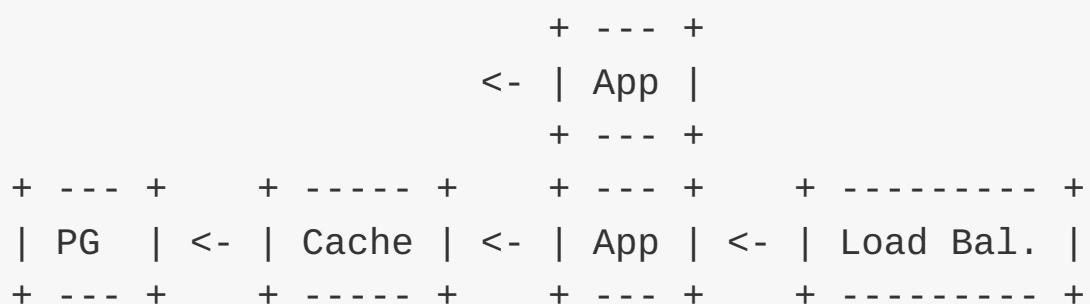 + --- +
<- | App |
+ --- +
+ --- + + ----- + + --- + + --------- +
| PG | <- | Cache | <- | App | <- | Load Bal. |
+ --- + + ----- + + --- + + --------- +